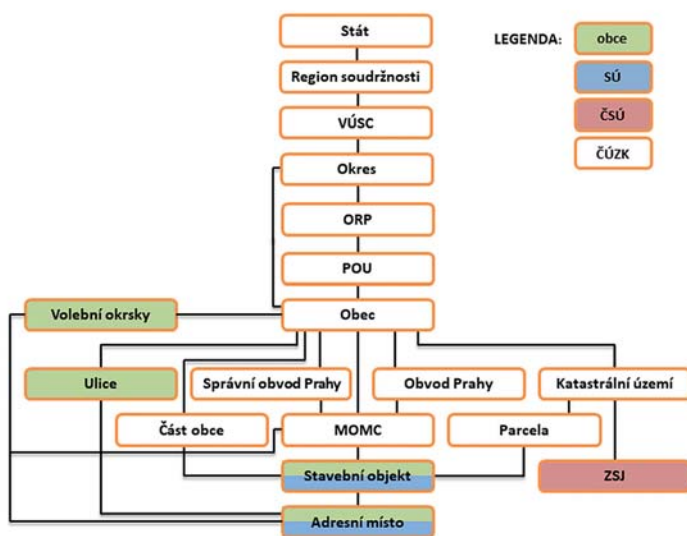 Stát
LEGENDA:
obce
Region soudržnosti
SÚ
VÚSC
ČSÚ
Okres
ČÚZK
ORP
POU
Volební okrsky
Obec
Ulice
Správní obvod Prahy
Obvod Prahy
Katastrální území
Část obce
MOMC
Parcela
Stavební objekt
ZSJ
Adresní místo